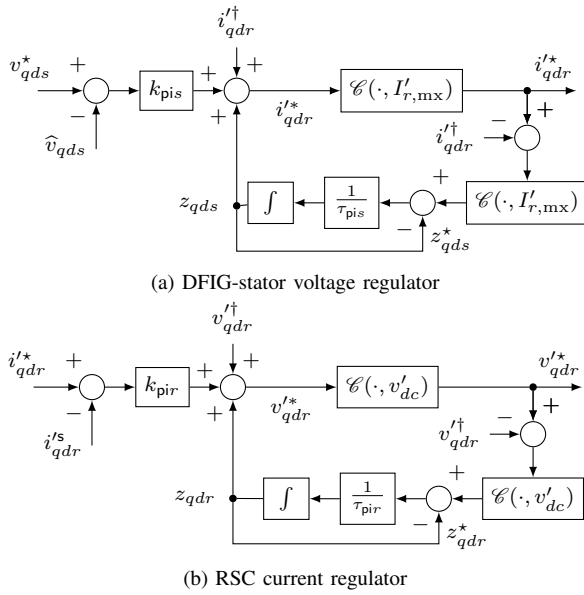 i′†qdr
v⋆qds + + + i′⋆qdr
kpis 𝒞(·, I′r,mx)
− + i′*qdr − +
v̂qds i′†qdr
zqds ∫ 1/τpis + 𝒞(·, I′r,mx)
− z⋆qds
(a) DFIG-stator voltage regulator
v′†qdr
i′⋆qdr + + + v′⋆qdr
kpir 𝒞(·, v′dc)
− + v′*qdr − +
i′sqdr v′†qdr
zqdr ∫ 1/τpir + 𝒞(·, v′dc)
− z⋆qdr
(b) RSC current regulator